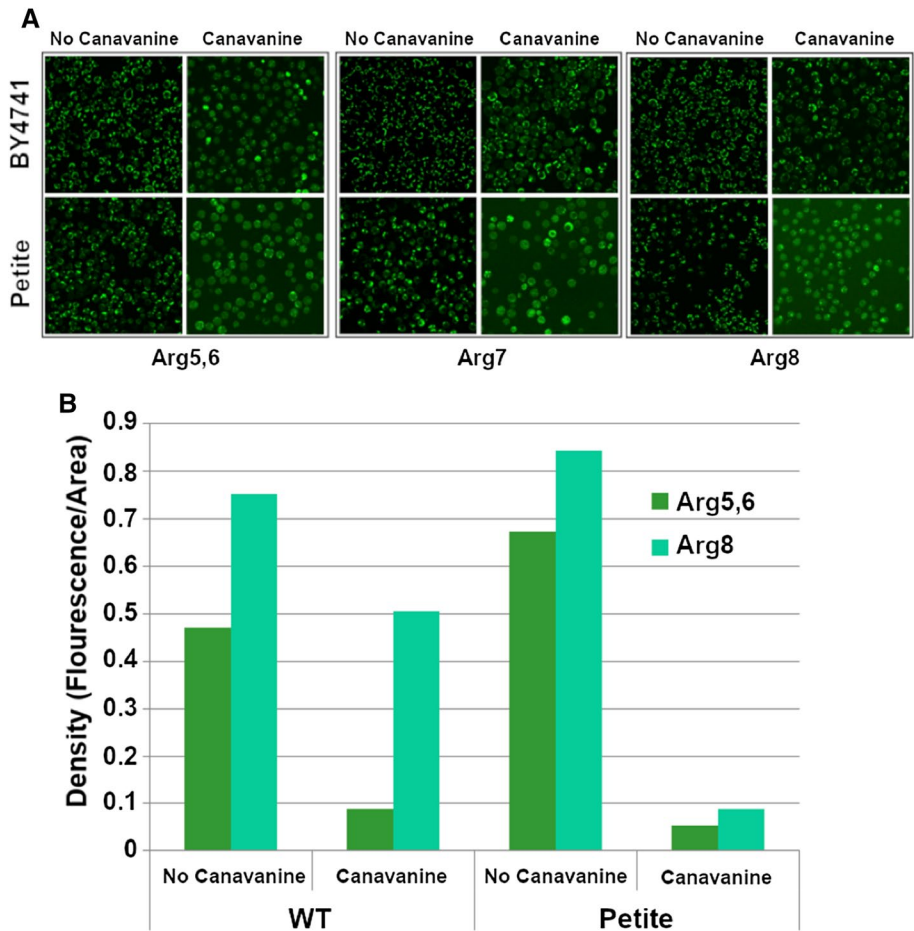 A
No Canavanine Canavanine No Canavanine Canavanine No Canavanine Canavanine
BY4741
Petite
Arg5,6 Arg7 Arg8
B
Density (Flourescence/Area)
0.9
0.8
0.7
0.6
0.5
0.4
0.3
0.2
0.1
0
Arg5,6
Arg8
No Canavanine Canavanine No Canavanine Canavanine
WT Petite